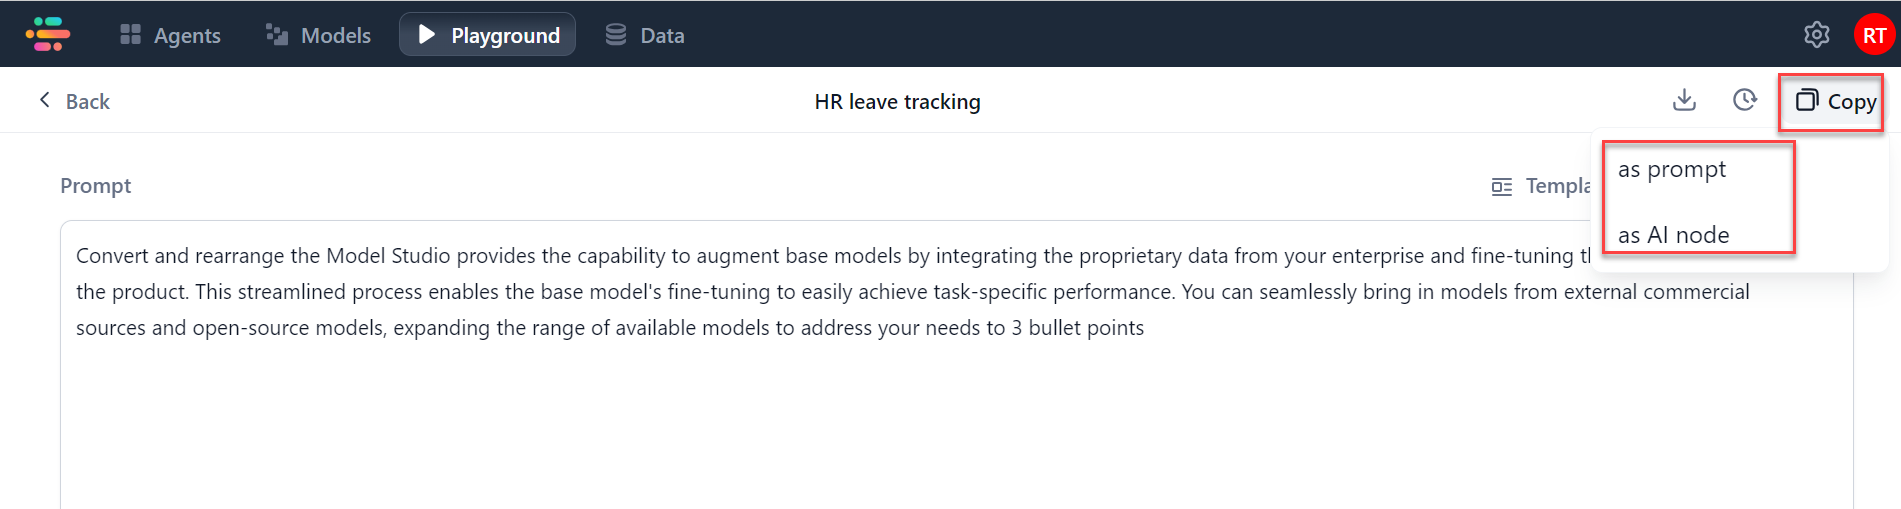 Agents Models Playground Data RT
Back HR leave tracking Copy
as prompt
Prompt
as AI node
Convert and rearrange the Model Studio provides the capability to augment base models by integrating the proprietary data from your enterprise and fine-tuning
the product. This streamlined process enables the base model's fine-tuning to easily achieve task-specific performance. You can seamlessly bring in models from external commercial
sources and open-source models, expanding the range of available models to address your needs to 3 bullet points